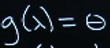 g(λ) = θ